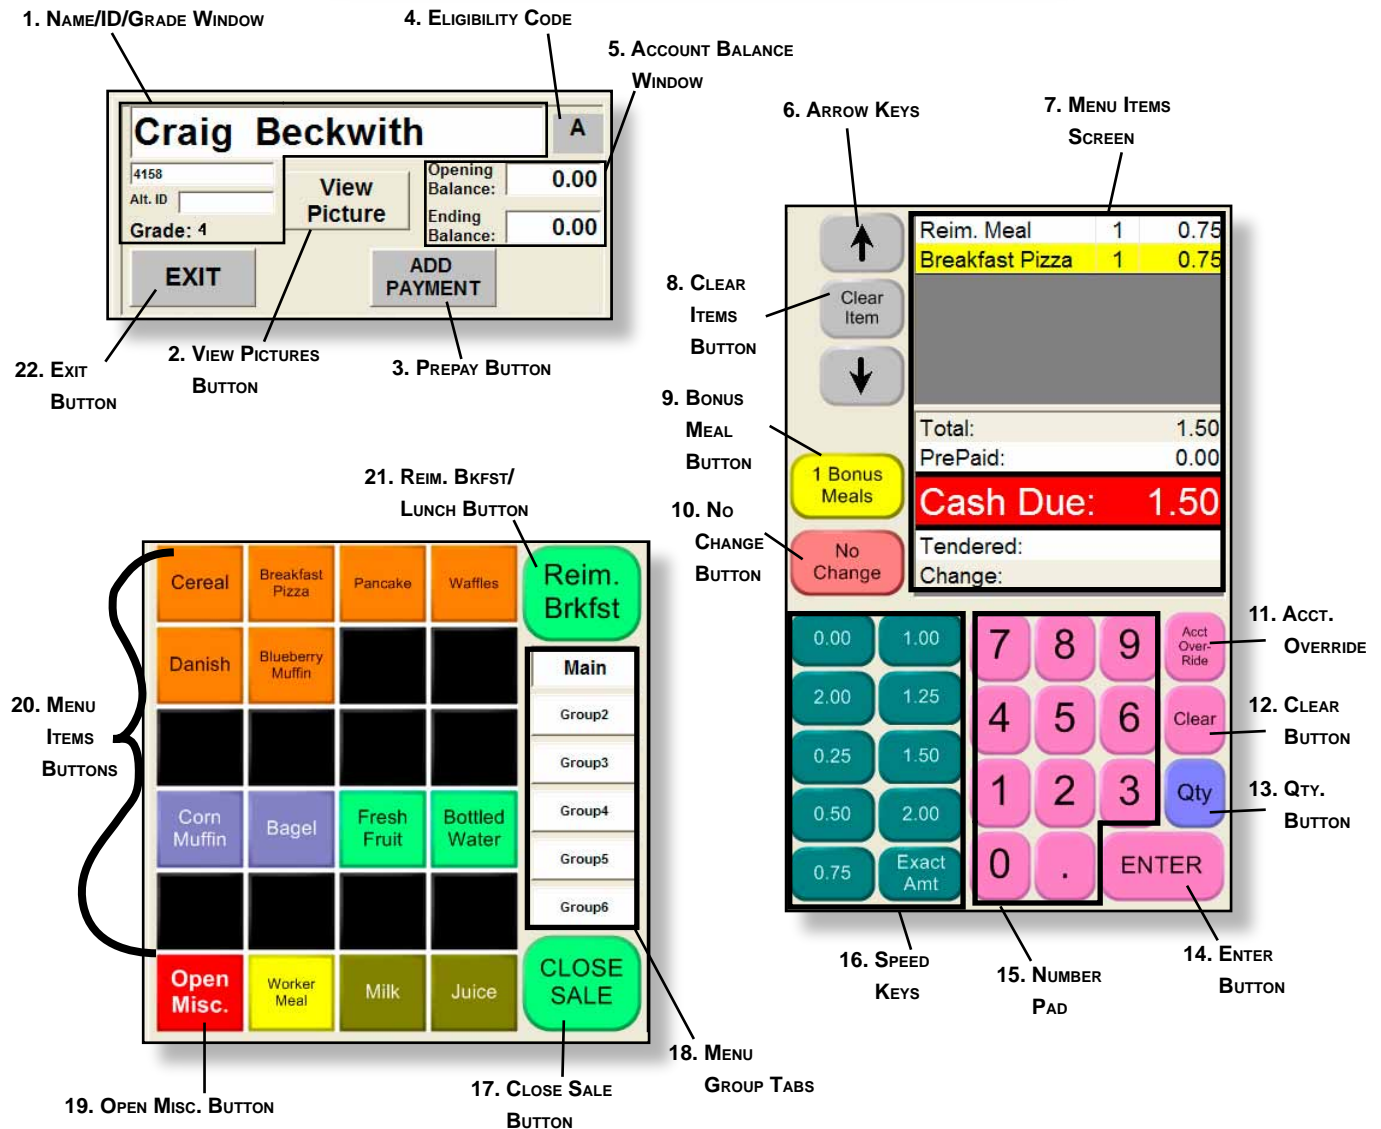 1. Name/ID/Grade Window
4. Eligibility Code
5. Account Balance
Window
Craig Beckwith
A
4158
Alt. ID
Grade: 4
View
Picture
Opening
Balance:
0.00
Ending
Balance:
0.00
EXIT
ADD
PAYMENT
22. Exit
Button
2. View Pictures
Button
3. Prepay Button
6. Arrow Keys
7. Menu Items
Screen
8. Clear
Items
Button
Clear
Item
Reim. Meal 1 0.75
Breakfast Pizza 1 0.75
9. Bonus
Meal
Button
1 Bonus
Meals
Total: 1.50
PrePaid: 0.00
Cash Due: 1.50
Tendered:
Change:
10. No
Change
Button
No
Change
0.00 1.00
2.00 1.25
0.25 1.50
0.50 2.00
0.75 Exact
Amt
7 8 9
4 5 6
1 2 3
0 .
Acct
Over-
Ride
Clear
Qty
ENTER
11. Acct.
Override
12. Clear
Button
13. Qty.
Button
14. Enter
Button
15. Number
Pad
16. Speed
Keys
21. Reim. Bkfst/
Lunch Button
Cereal
Breakfast
Pizza
Pancake
Waffles
Reim.
Brkfst
Danish
Blueberry
Muffin
Main
Group2
Group3
Group4
Group5
Group6
20. Menu
Items
Buttons
Corn
Muffin
Bagel
Fresh
Fruit
Bottled
Water
Open
Misc.
Worker
Meal
Milk
Juice
CLOSE
SALE
18. Menu
Group Tabs
17. Close Sale
Button
19. Open Misc. Button